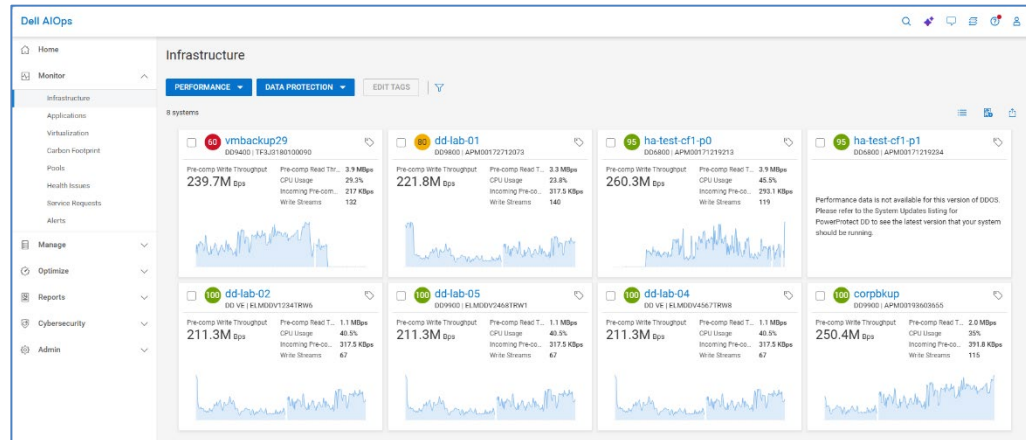 Dell AIOps
Home
Monitor
Infrastructure
Applications
Virtualization
Carbon Footprint
Pools
Health Issues
Service Requests
Alerts
Manage
Optimize
Reports
Cybersecurity
Admin
Infrastructure
PERFORMANCE
DATA PROTECTION
EDIT TAGS
8 systems
60 vmbackup29
DD9400 | TF3J3180100090
Pre-comp Write Throughput
239.7M Bps
Pre-comp Read Thr... 3.9 MBps
CPU Usage 29.3%
Incoming Pre-com... 217 KBps
Write Streams 132
80 dd-lab-01
DD9800 | APM00172712073
Pre-comp Write Throughput
221.8M Bps
Pre-comp Read T... 3.3 MBps
CPU Usage 23.8%
Incoming Pre-co... 317.5 KBps
Write Streams 140
95 ha-test-cf1-p0
DD6800 | APM00171219213
Pre-comp Write Throughput
260.3M Bps
Pre-comp Read T... 3.9 MBps
CPU Usage 45.5%
Incoming Pre-co... 293.1 KBps
Write Streams 119
95 ha-test-cf1-p1
DD6800 | APM00171219234
Performance data is not available for this version of DDOS.
Please refer to the System Updates listing for
PowerProtect DD to see the latest version that your system
should be running.
100 dd-lab-02
DD VE | ELMDDV1234TRW6
Pre-comp Write Throughput
211.3M Bps
Pre-comp Read T... 1.1 MBps
CPU Usage 40.5%
Incoming Pre-co... 317.5 KBps
Write Streams 67
100 dd-lab-05
DD9900 | ELMDDV2468TRW1
Pre-comp Write Throughput
211.3M Bps
Pre-comp Read T... 1.1 MBps
CPU Usage 40.5%
Incoming Pre-co... 317.5 KBps
Write Streams 67
100 dd-lab-04
DD VE | ELMDDV4567TRW8
Pre-comp Write Throughput
211.3M Bps
Pre-comp Read T... 1.1 MBps
CPU Usage 40.5%
Incoming Pre-co... 317.5 KBps
Write Streams 67
100 corpbkup
DD9900 | APM00193603655
Pre-comp Write Throughput
250.4M Bps
Pre-comp Read T... 2.0 MBps
CPU Usage 35%
Incoming Pre-co... 391.8 KBps
Write Streams 115